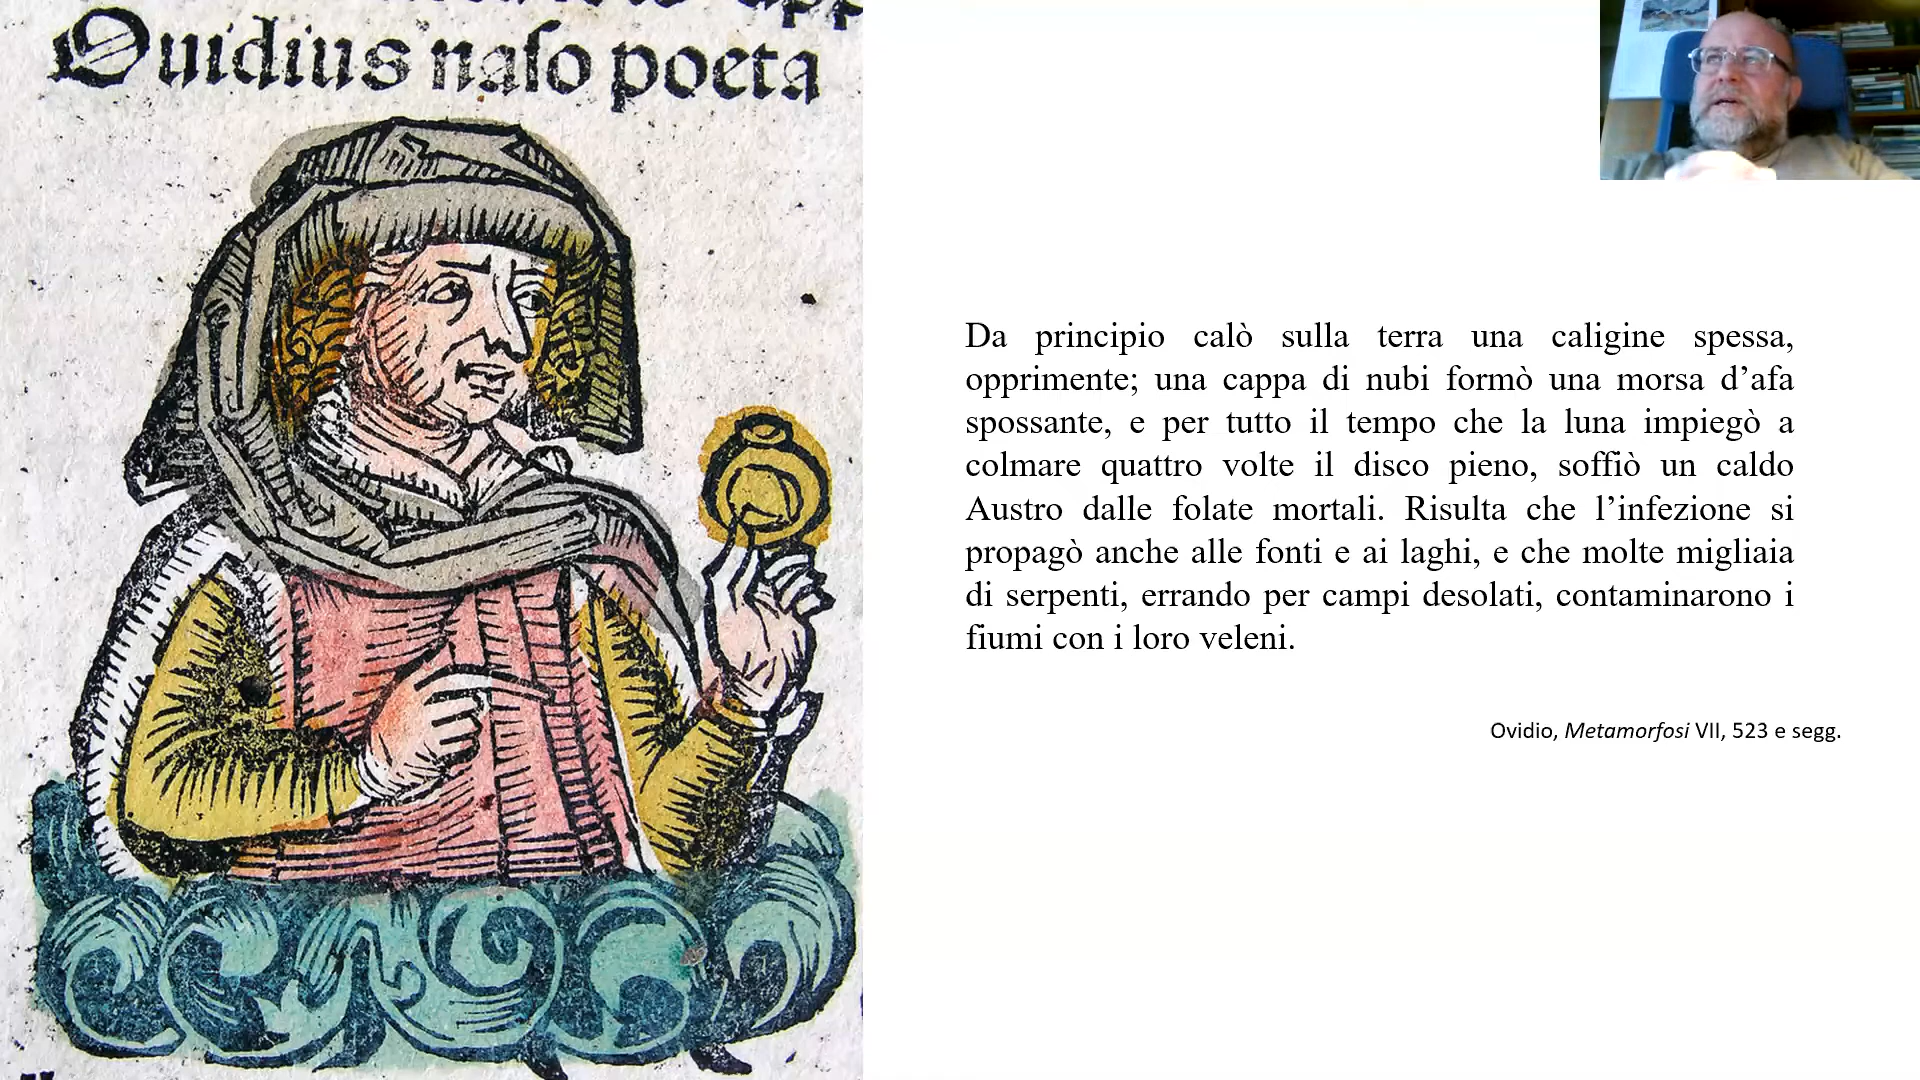 Ouidius naso poeta
Da principio calò sulla terra una caligine spessa,
opprimente; una cappa di nubi formò una morsa d’afa
spossante, e per tutto il tempo che la luna impiegò a
colmare quattro volte il disco pieno, soffiò un caldo
Austro dalle folate mortali. Risulta che l’infezione si
propagò anche alle fonti e ai laghi, e che molte migliaia
di serpenti, errando per campi desolati, contaminarono i
fiumi con i loro veleni.
Ovidio, Metamorfosi VII, 523 e segg.